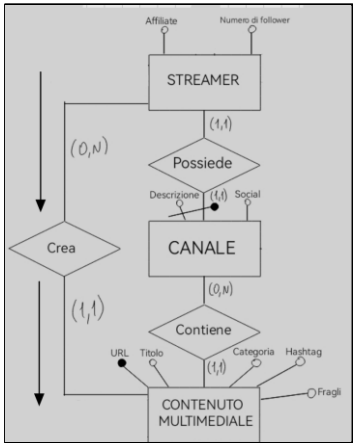 Affiliate
Numero di follower
STREAMER
(1,1)
(0,N)
Possiede
Descrizione
(1,1)
Social
Crea
CANALE
(0,N)
(1,1)
Contiene
URL
Titolo
(1,1)
Categoria
Hashtag
Fragli
CONTENUTO
MULTIMEDIALE